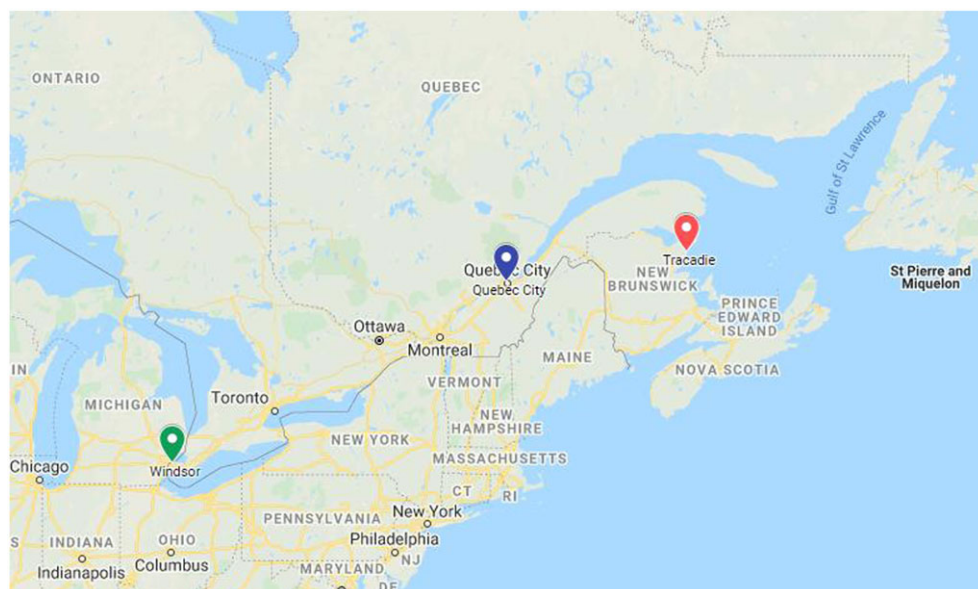 ONTARIO
QUEBEC
Gulf of St Lawrence
Quebec City
Quebec City
Tracadie
NEW
BRUNSWICK
St Pierre and
Miquelon
PRINCE
EDWARD
ISLAND
Ottawa
Montreal
MAINE
NOVA SCOTIA
IN
MICHIGAN
Toronto
VERMONT
NEW
HAMPSHIRE
NEW YORK
Chicago
Windsor
MASSACHUSETTS
CT
RI
PENNSYLVANIA
New York
S
INDIANA
OHIO
Philadelphia
NJ
Indianapolis
Columbus
MARYLAND
DE